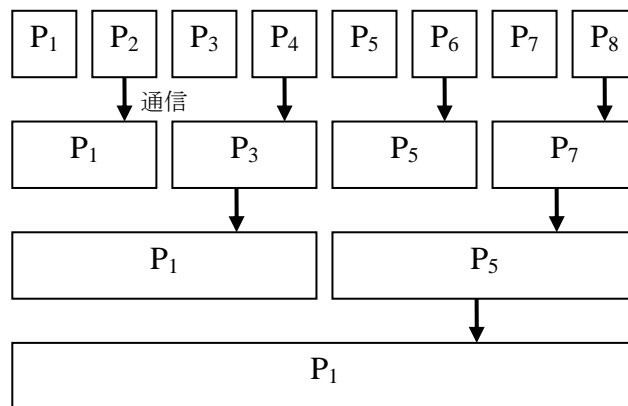 P₁ P₂ P₃ P₄ P₅ P₆ P₇ P₈
通信
P₁ P₃ P₅ P₇
P₁ P₅
P₁